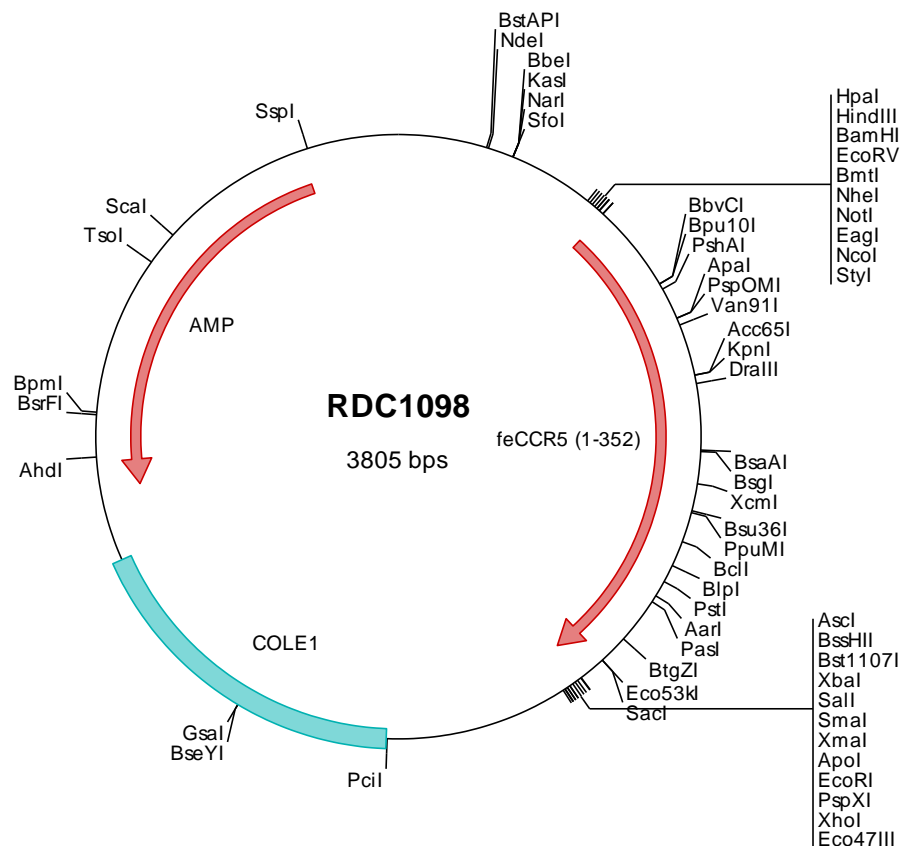 BstAPI
NdeI
BbeI
KasI
NarI
SfoI
SspI
HpaI
HindIII
BamHI
EcoRV
BmtI
NheI
NotI
EagI
NcoI
StyI
ScaI
TsoI
BbvCI
Bpu10I
PshAI
ApaI
PspOMI
Van91I
Acc65I
KpnI
DraIII
AMP
BpmI
BsrFI
AhdI
RDC1098
3805 bps
feCCR5 (1-352)
BsaAI
BsgI
XcmI
Bsu36I
PpuMI
BclI
BlpI
PstI
AarI
PasI
BtgZI
Eco53kI
SacI
COLE1
GsaI
BseYI
PciI
AscI
BssHII
Bst1107I
XbaI
SalI
SmaI
XmaI
ApoI
EcoRI
PspXI
XhoI
Eco47III